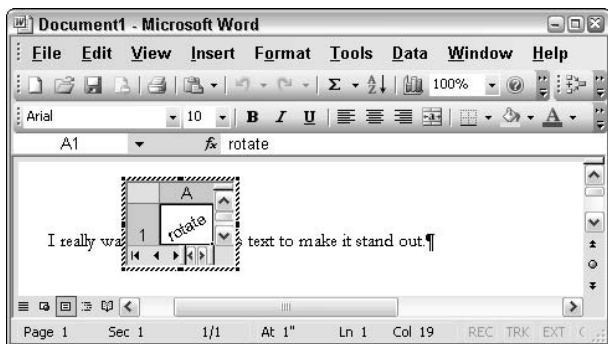 Document1 - Microsoft Word
File Edit View Insert Format Tools Data Window Help
Σ 100%
Arial 10 B I U A
A1 fx rotate
A
1 rotate
I really wa s text to make it stand out.¶
Page 1 Sec 1 1/1 At 1" Ln 1 Col 19 REC TRK EXT